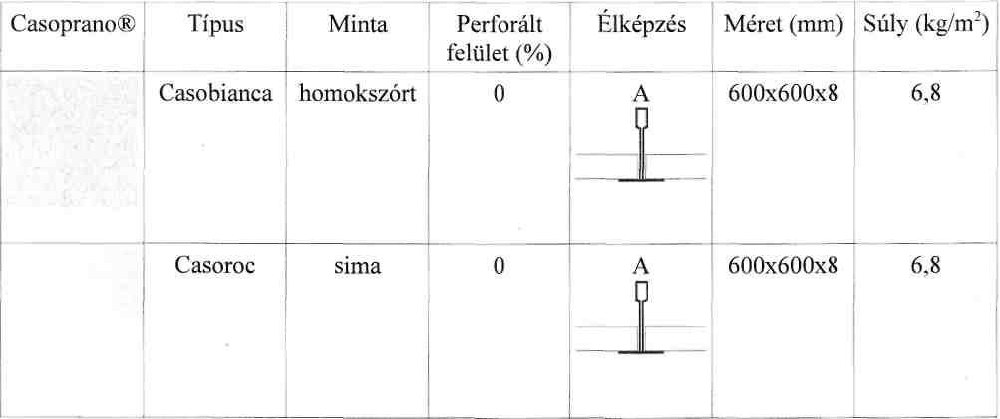 Casoprano® Típus Minta Perforált felület (%) Élképzés Méret (mm) Súly (kg/m²)
Casobianca homokszórt 0 A 600x600x8 6,8
Casoroc sima 0 A 600x600x8 6,8